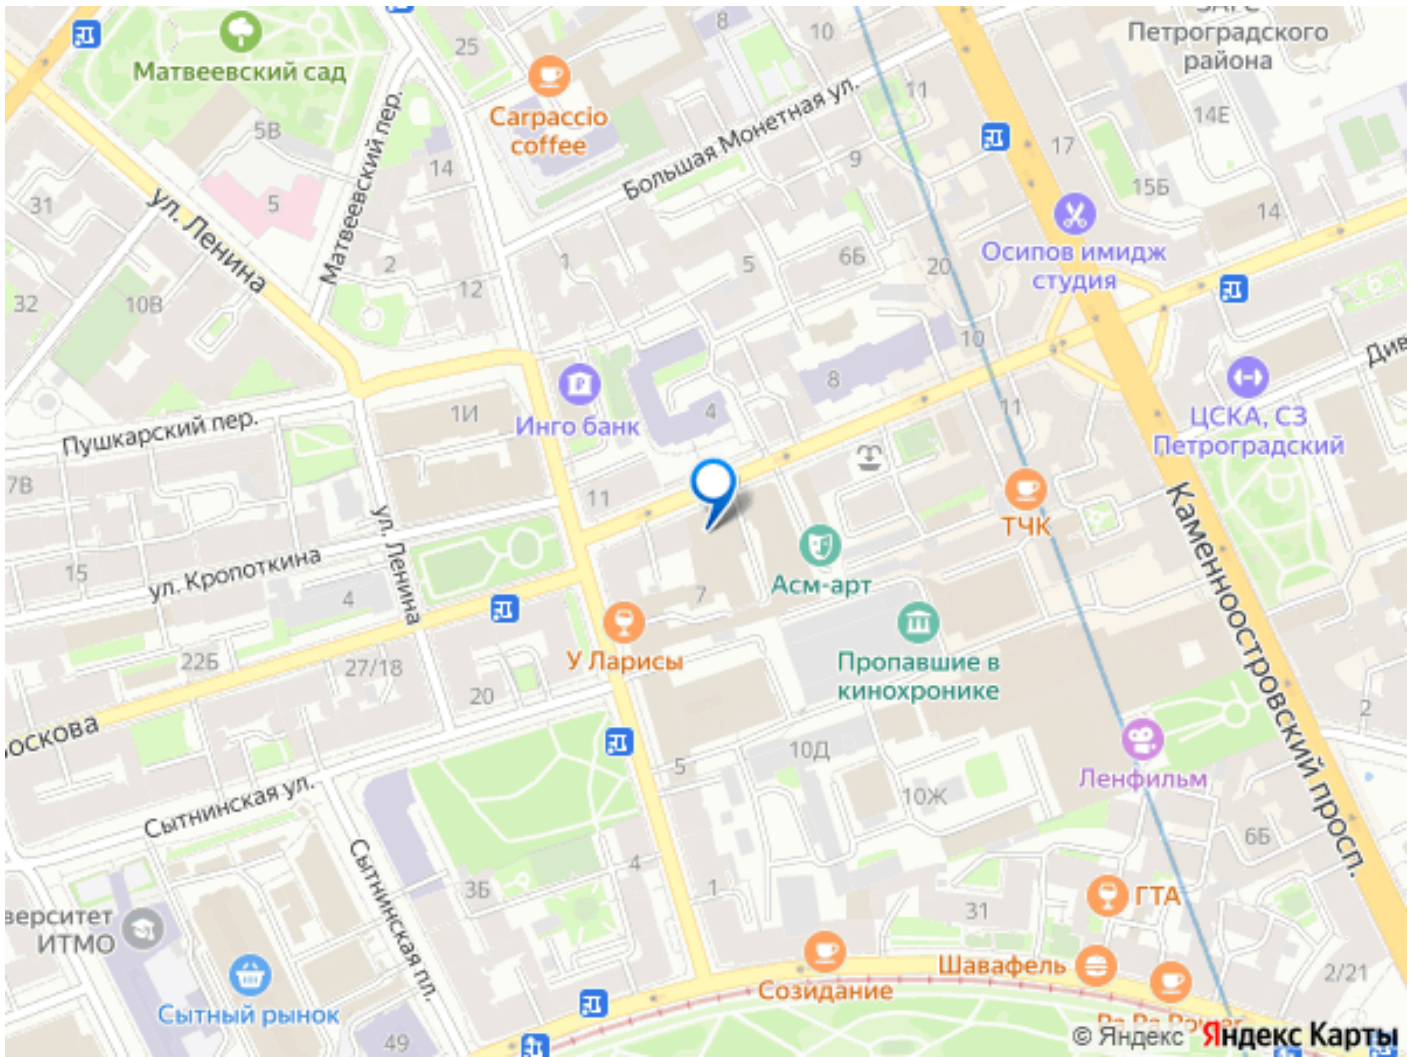 ЗАГС
Петроградского
района
8
10
25
Матвеевский сад
Carpaccio
coffee
11
14Е
5В
Матвеевский пер.
14
Большая Монетная ул.
9
17
15Б
31
5
ул. Ленина
14
2
1
5
6Б
20
Осипов имидж
студия
32
10В
12
10
Див
8
1И
Инго банк
4
11
ЦСКА, СЗ
Петроградский
Пушкарский пер.
7В
11
ТЧК
Каменноостровский просп.
ул. Ленина
15
ул. Кропоткина
4
Асм-арт
7
22Б
27/18
У Ларисы
Пропавшие в
кинохронике
20
2
оскова
5
10Д
Ленфильм
Сытнинская ул.
10Ж
6Б
4
3Б
1
Сытнинская пл.
31
ГТА
верситет
ИТМО
Шавафель
2/21
Созидание
Сытный рынок
49
© Яндекс Яндекс Карты